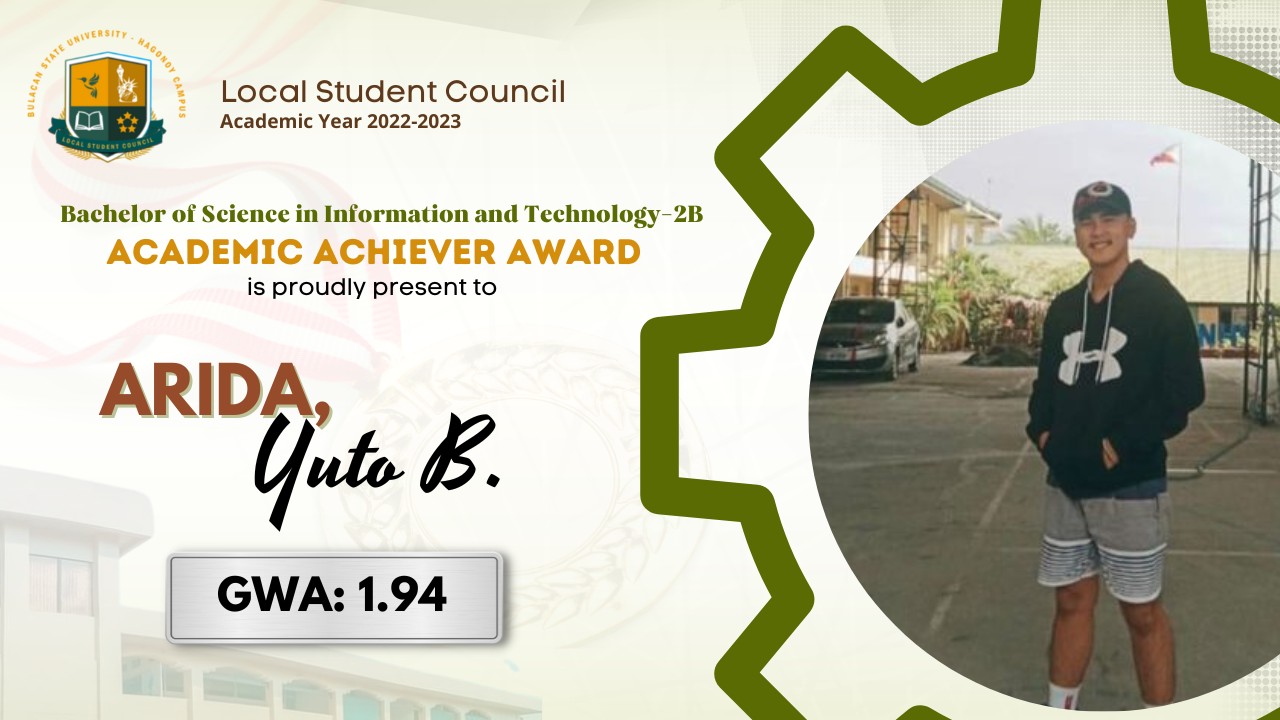 BULACAN STATE UNIVERSITY - HAGONOY CAMPUS
LOCAL STUDENT COUNCIL
Local Student Council
Academic Year 2022-2023
Bachelor of Science in Information and Technology-2B
ACADEMIC ACHIEVER AWARD
is proudly present to
ARIDA,
Yuto B.
GWA: 1.94
NH